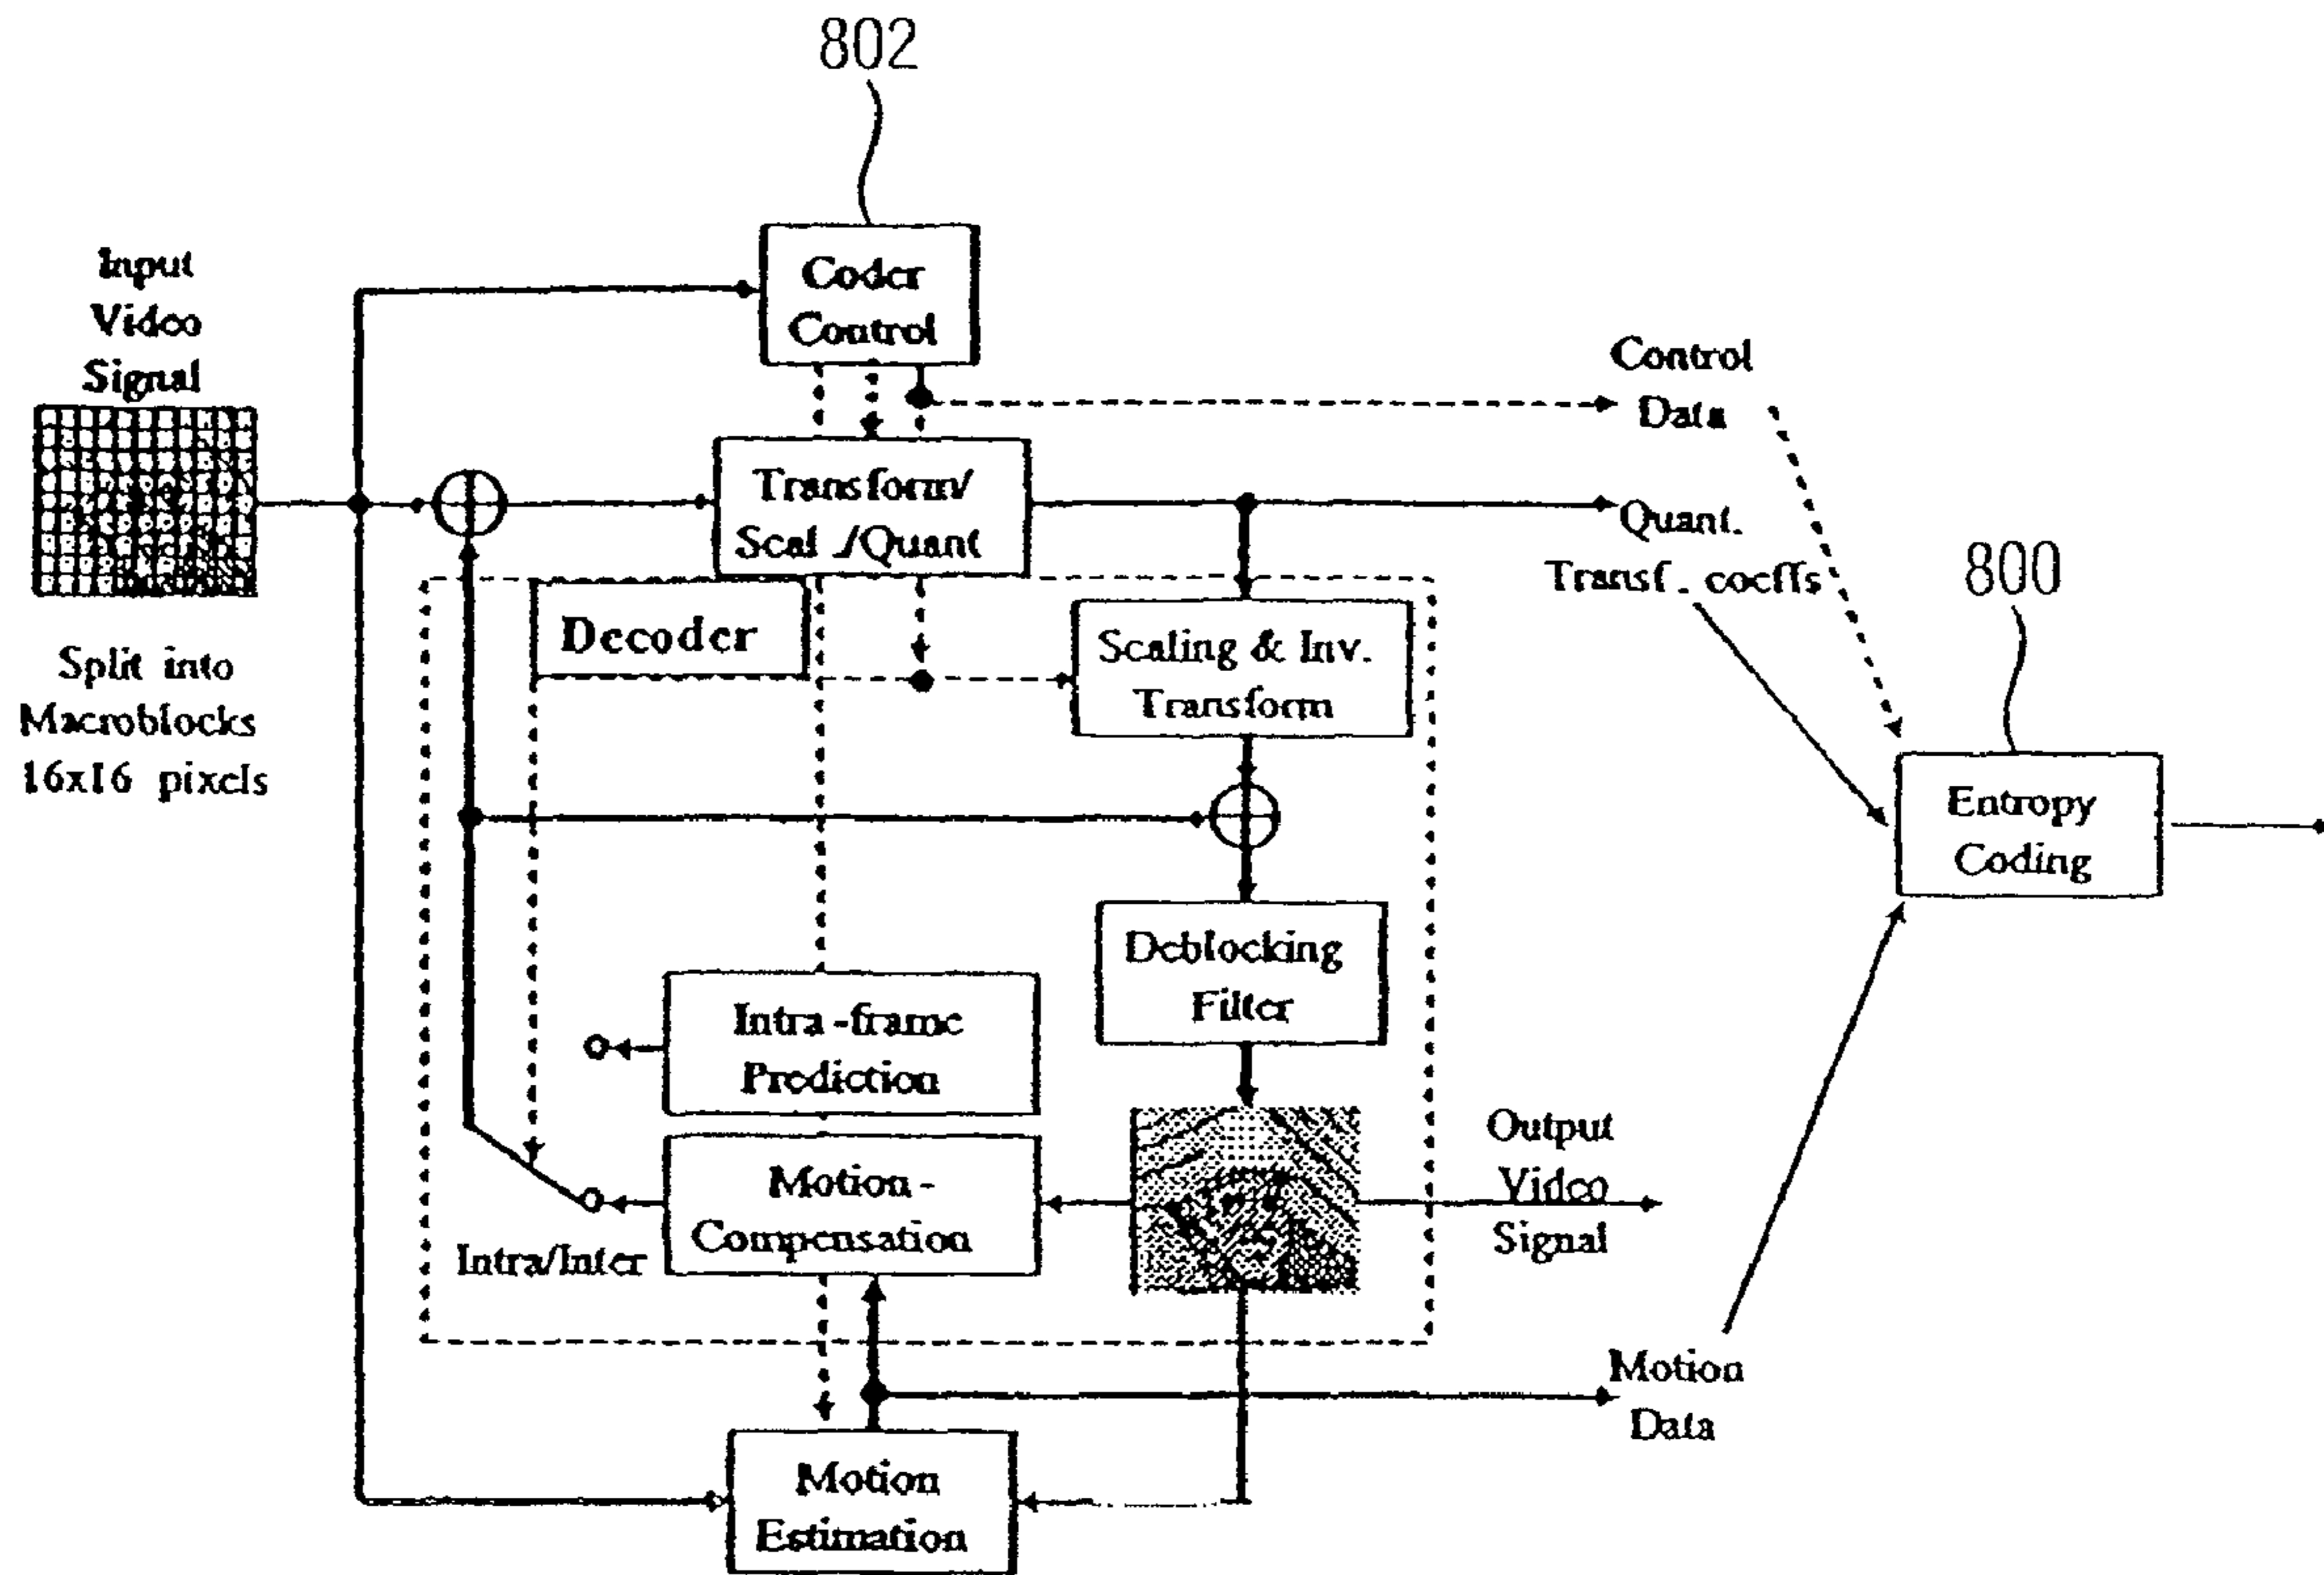 802
Input
Video
Signal
Coder
Control
Control
Data
Transform/
Scal./Quant
Quant.
Transf. coeffs
800
Decoder
Scaling & Inv.
Transform
Split into
Macroblocks
16x16 pixels
Entropy
Coding
Deblocking
Filter
Intra-frame
Prediction
Motion-
Compensation
Intra/Inter
Output
Video
Signal
Motion
Data
Motion
Estimation